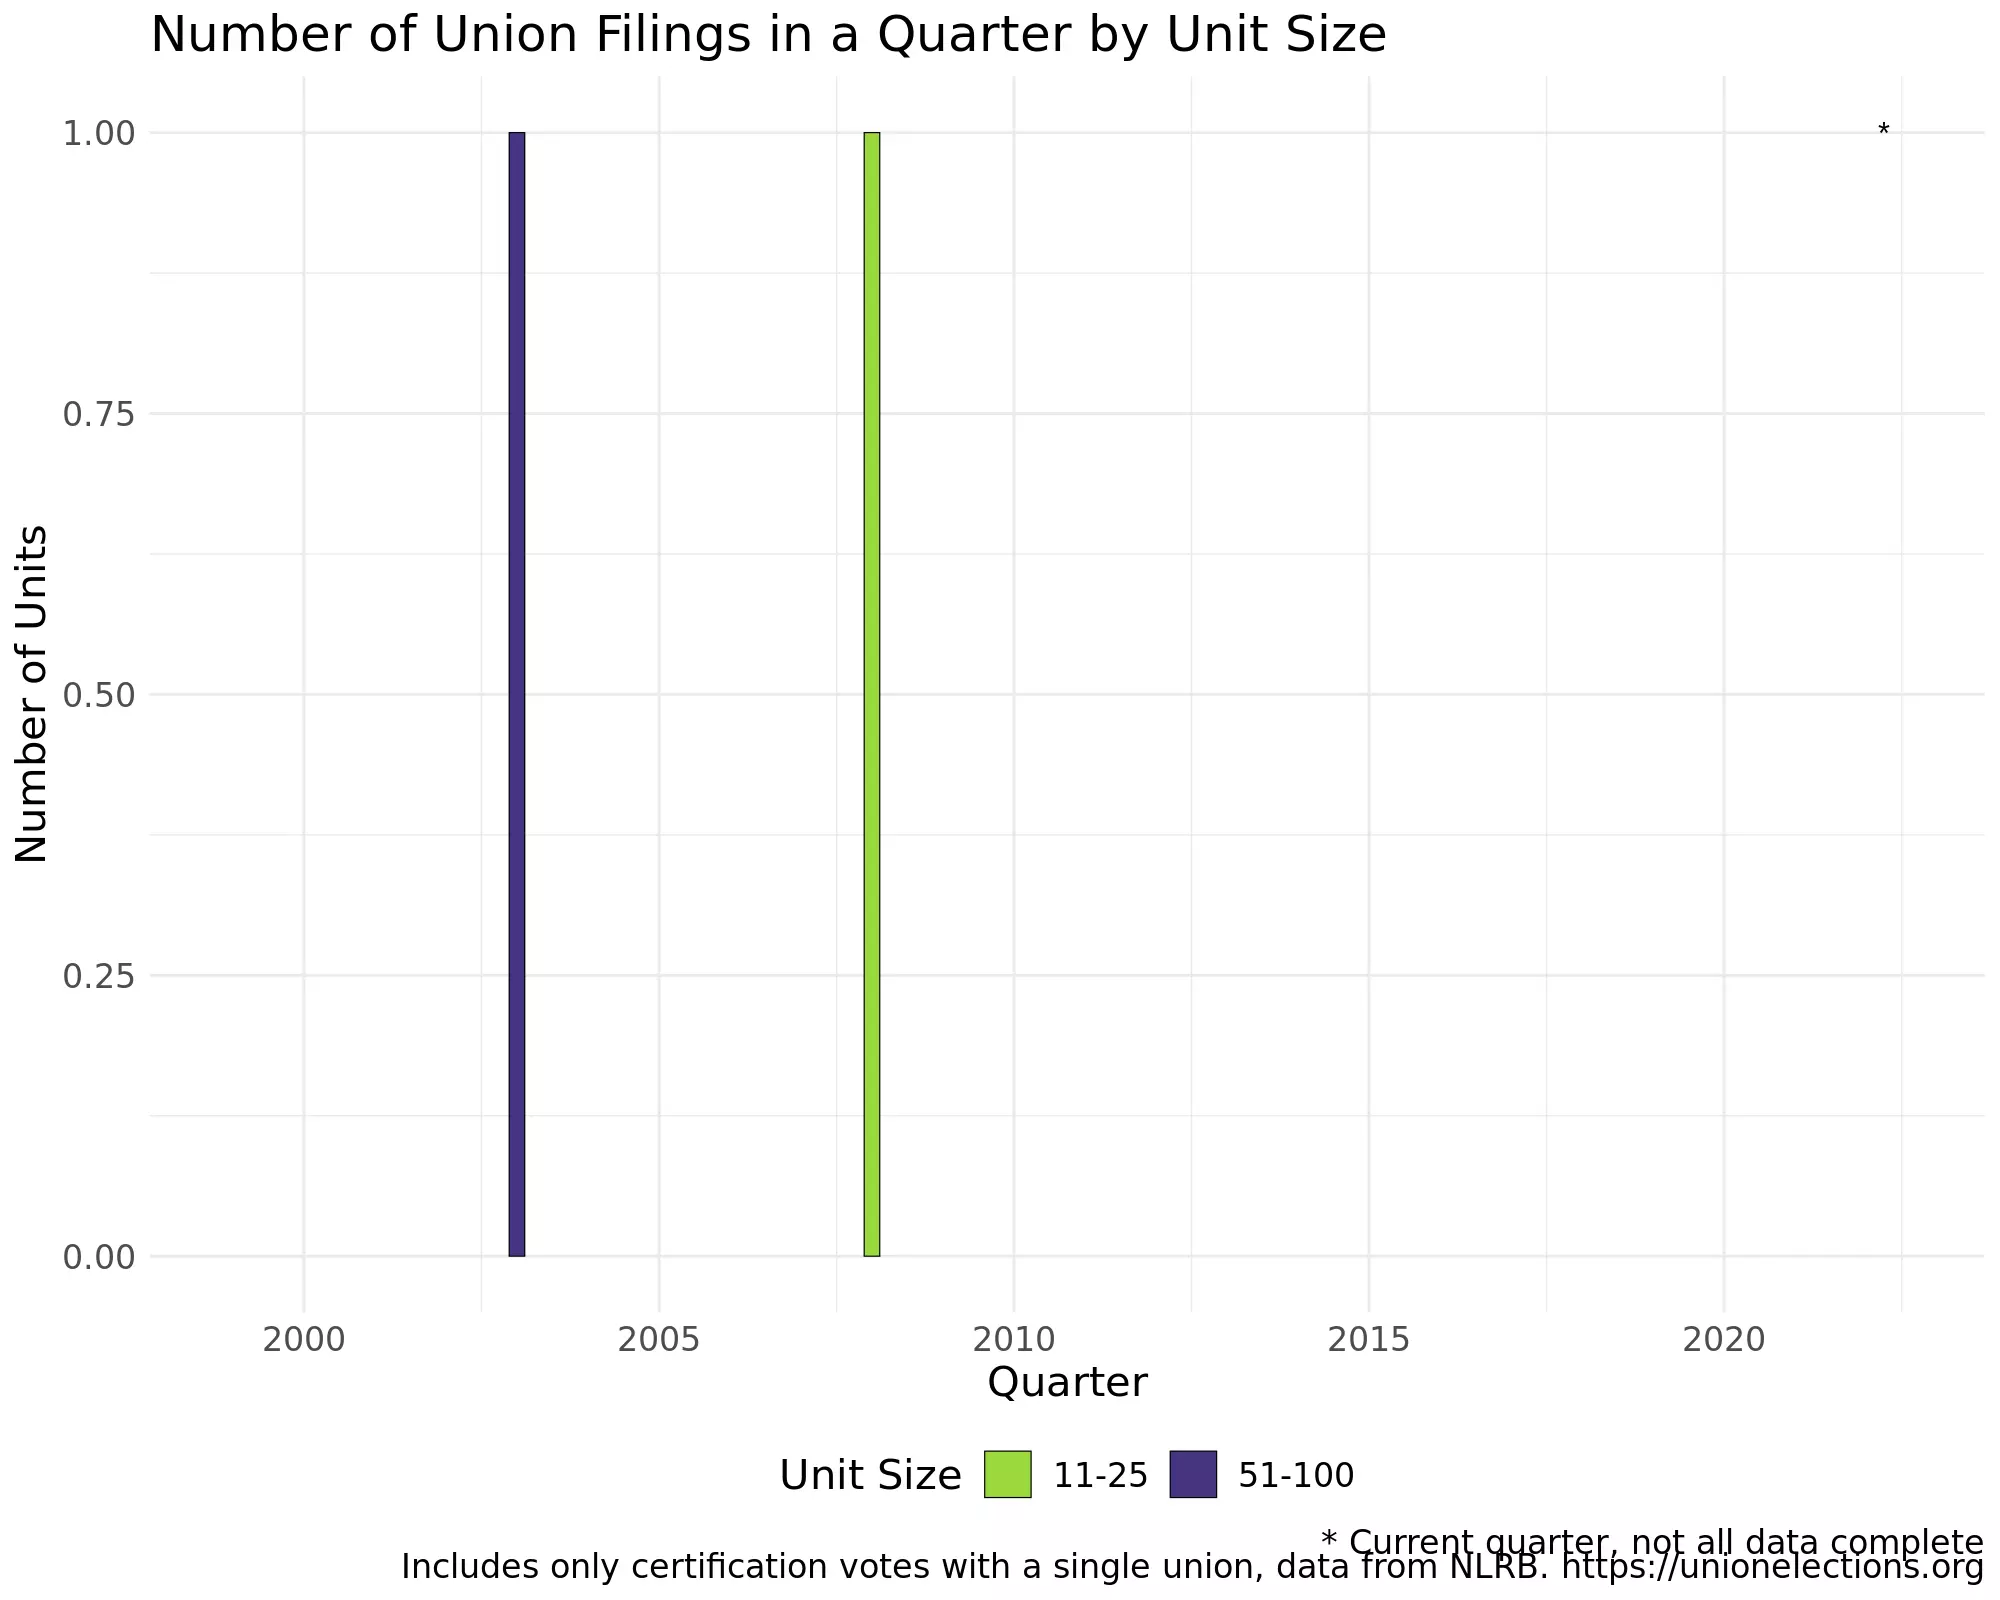 Number of Union Filings in a Quarter by Unit Size
1.00
*
0.75
0.50
0.25
0.00
Number of Units
2000 2005 2010 2015 2020
Quarter
Unit Size 11-25 51-100
* Current quarter, not all data complete
Includes only certification votes with a single union, data from NLRB. https://unionelections.org